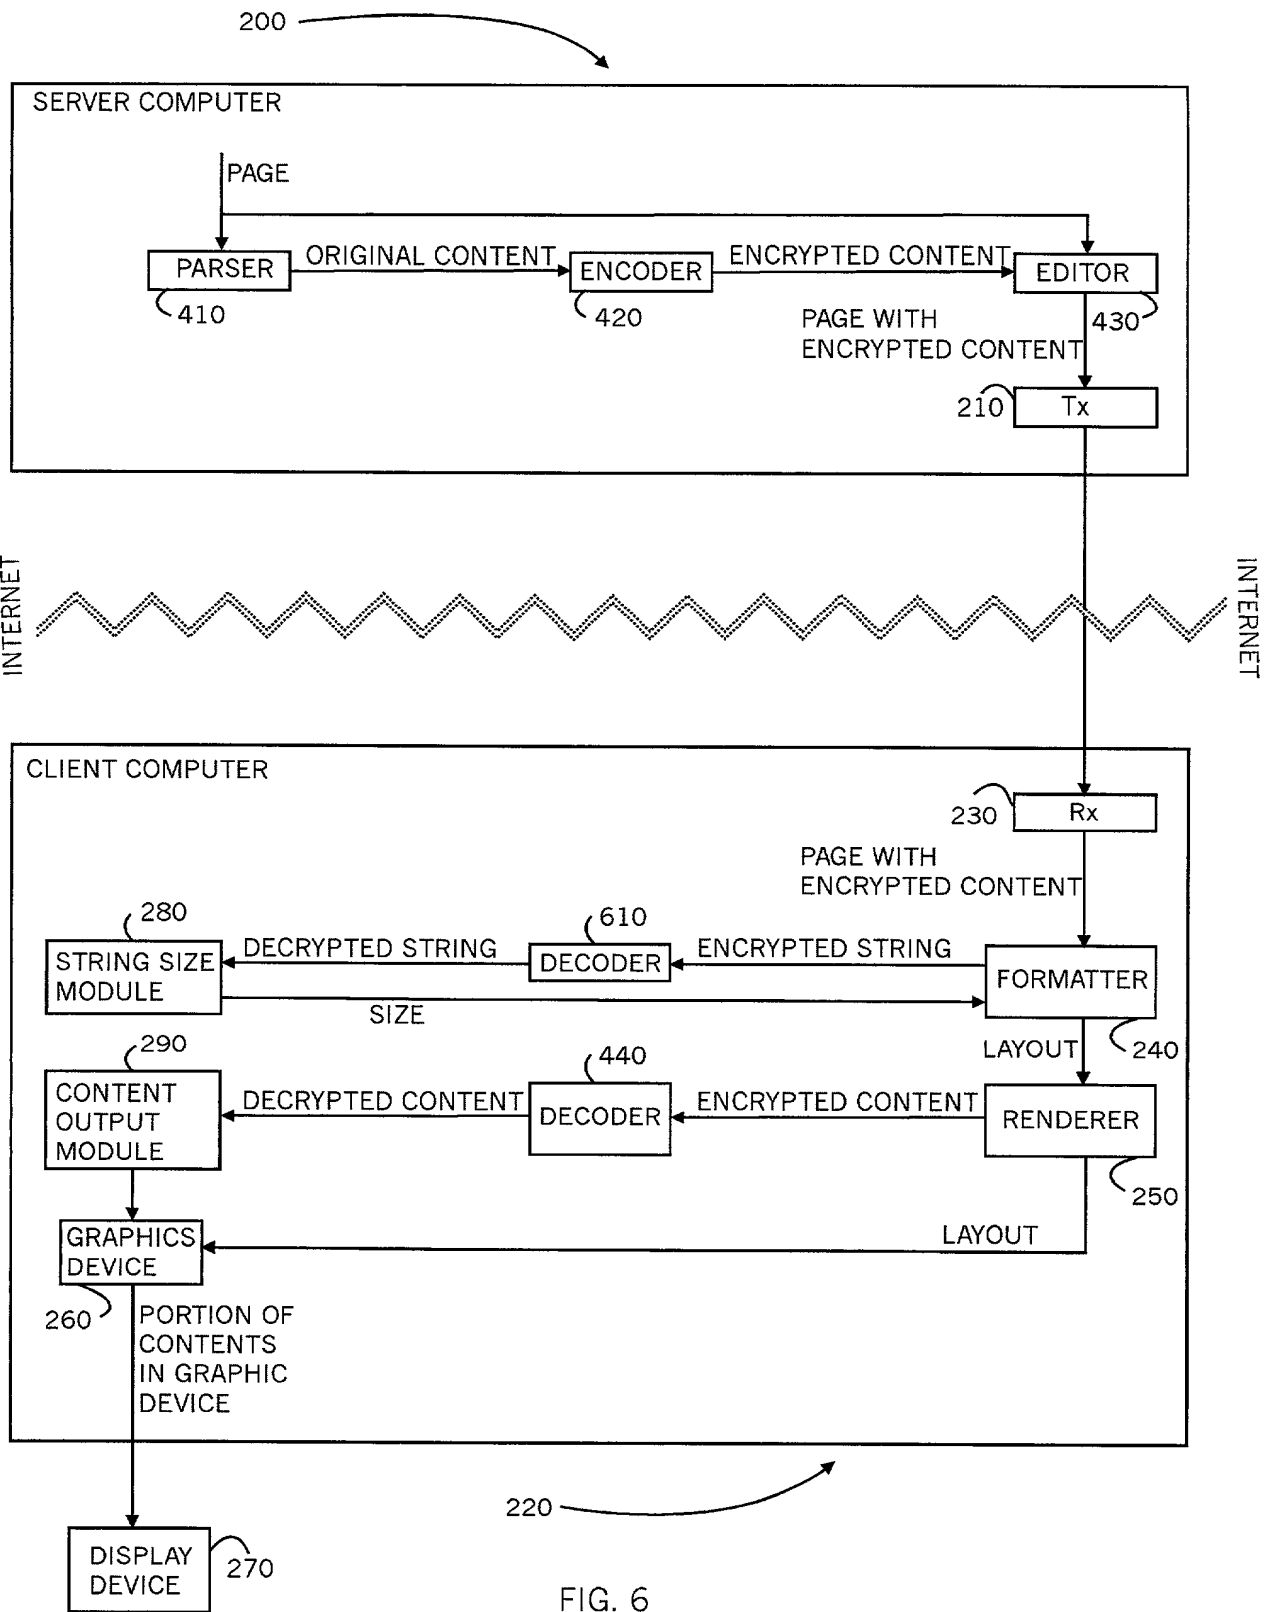 200
SERVER COMPUTER
PAGE
PARSER
410
ORIGINAL CONTENT
ENCODER
420
ENCRYPTED CONTENT
EDITOR
430
PAGE WITH
ENCRYPTED CONTENT
210
Tx
INTERNET
INTERNET
CLIENT COMPUTER
230
Rx
PAGE WITH
ENCRYPTED CONTENT
280
STRING SIZE
MODULE
DECRYPTED STRING
610
DECODER
ENCRYPTED STRING
FORMATTER
240
SIZE
LAYOUT
290
CONTENT
OUTPUT
MODULE
DECRYPTED CONTENT
440
DECODER
ENCRYPTED CONTENT
RENDERER
250
GRAPHICS
DEVICE
260
LAYOUT
PORTION OF
CONTENTS
IN GRAPHIC
DEVICE
220
DISPLAY
DEVICE
270
FIG. 6